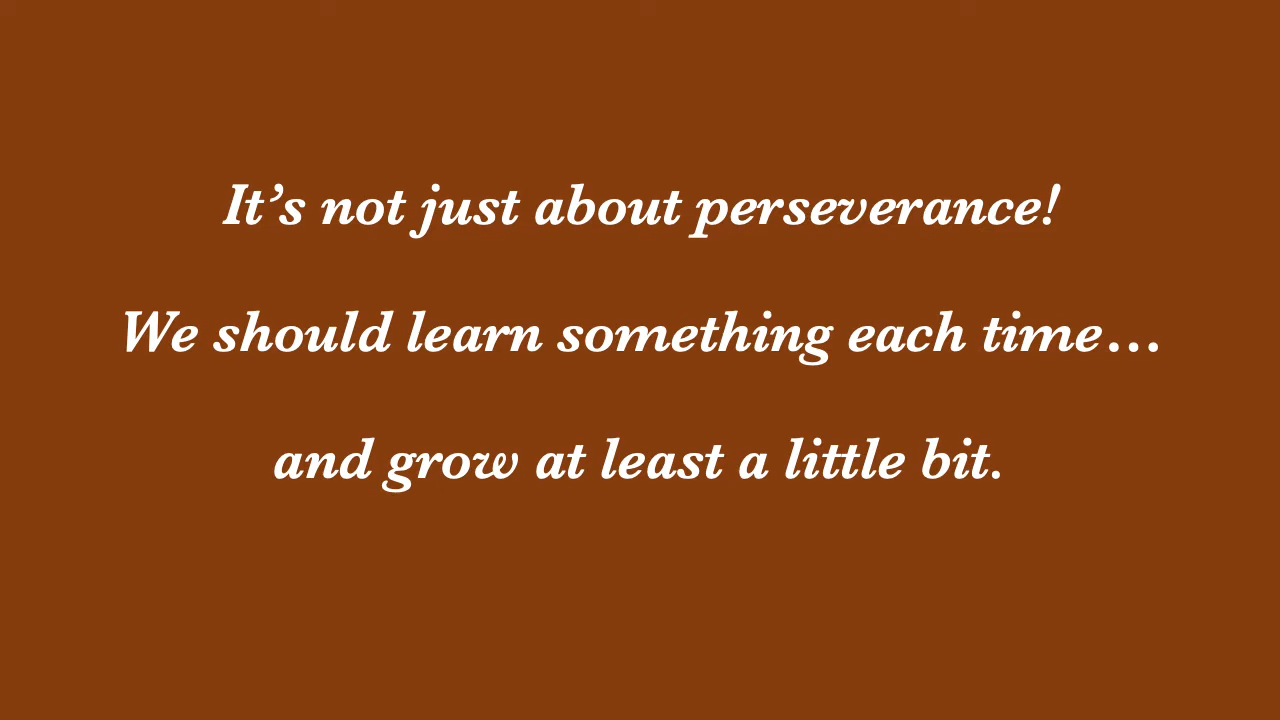 It’s not just about perseverance!
We should learn something each time…
and grow at least a little bit.